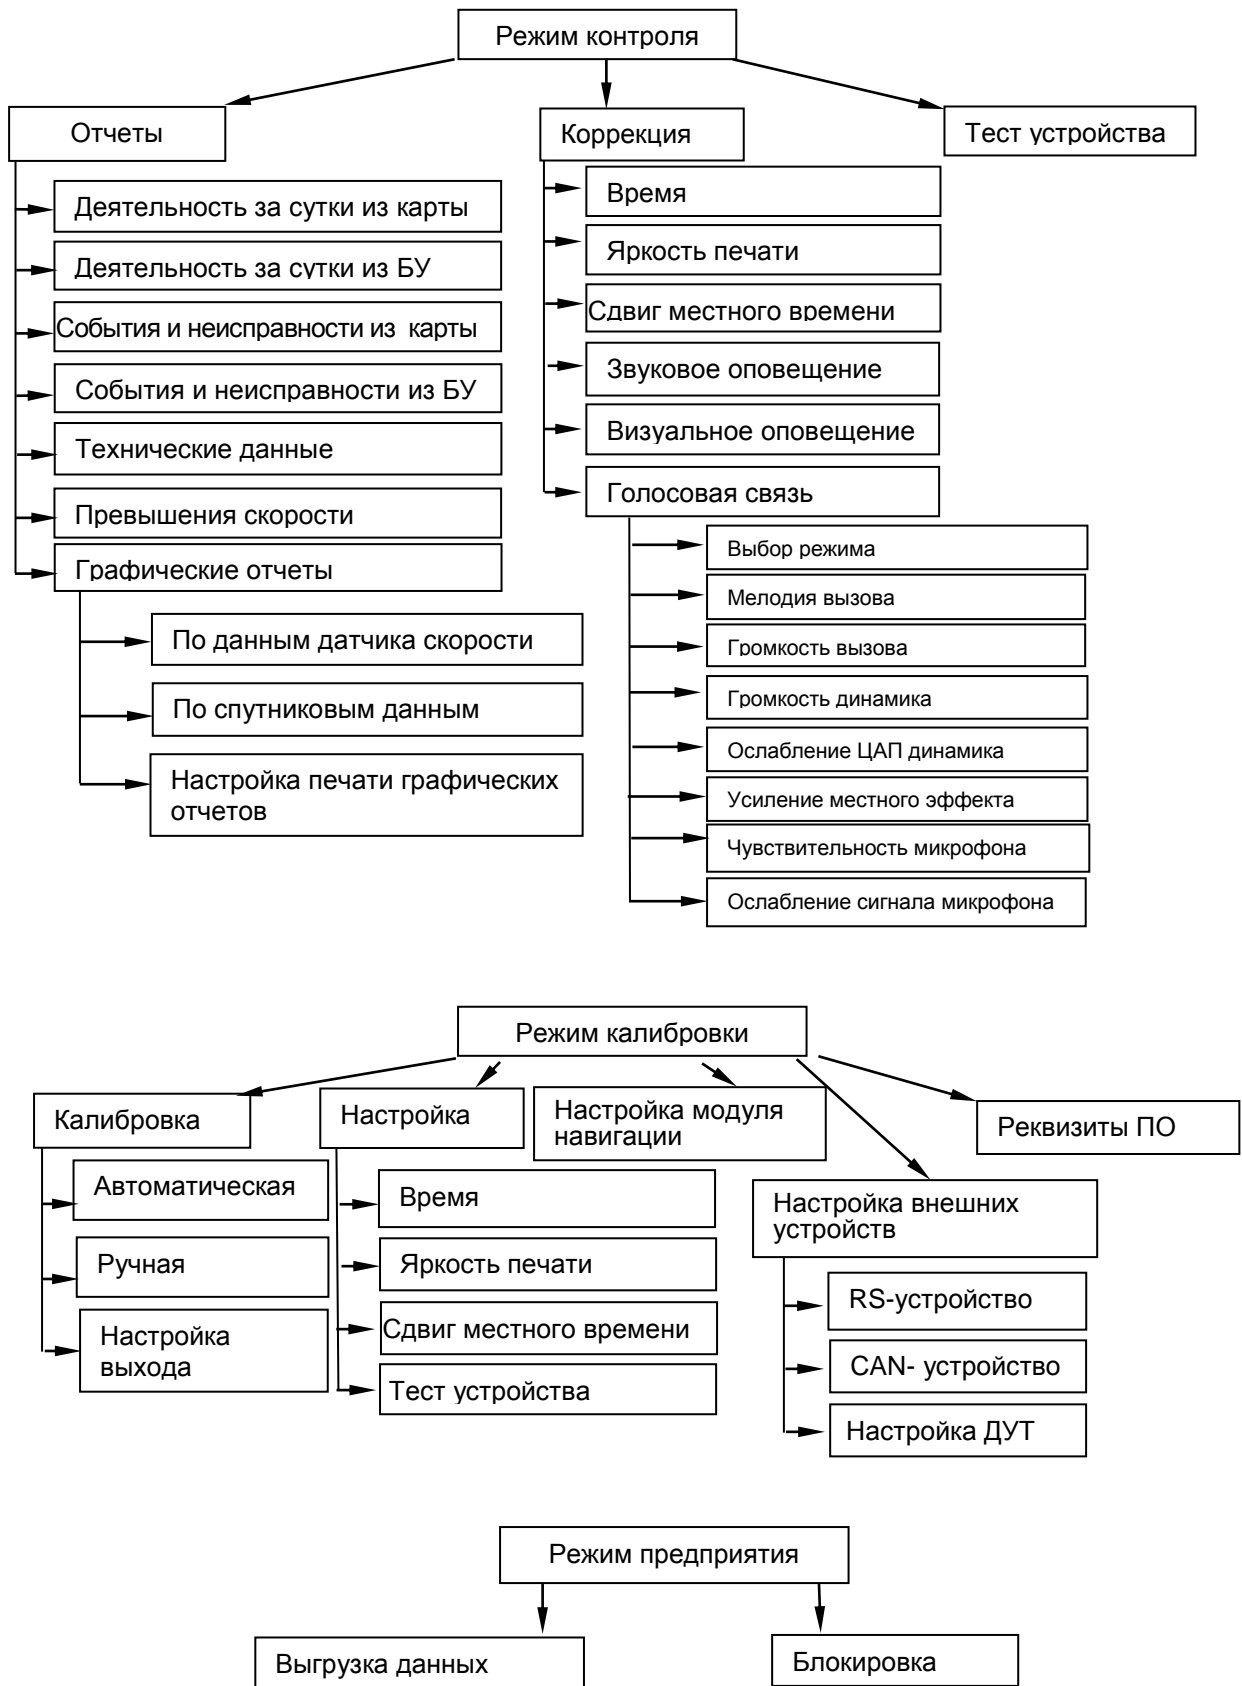 Режим контроля
Отчеты
Коррекция
Тест устройства
Деятельность за сутки из карты
Деятельность за сутки из БУ
События и неисправности из карты
События и неисправности из БУ
Технические данные
Превышения скорости
Графические отчеты
По данным датчика скорости
По спутниковым данным
Настройка печати графических
отчетов
Время
Яркость печати
Сдвиг местного времени
Звуковое оповещение
Визуальное оповещение
Голосовая связь
Выбор режима
Мелодия вызова
Громкость вызова
Громкость динамика
Ослабление ЦАП динамика
Усиление местного эффекта
Чувствительность микрофона
Ослабление сигнала микрофона
Режим калибровки
Калибровка
Настройка
Настройка модуля
навигации
Реквизиты ПО
Автоматическая
Ручная
Настройка
выхода
Время
Яркость печати
Сдвиг местного времени
Тест устройства
Настройка внешних
устройств
RS-устройство
CAN- устройство
Настройка ДУТ
Режим предприятия
Выгрузка данных
Блокировка